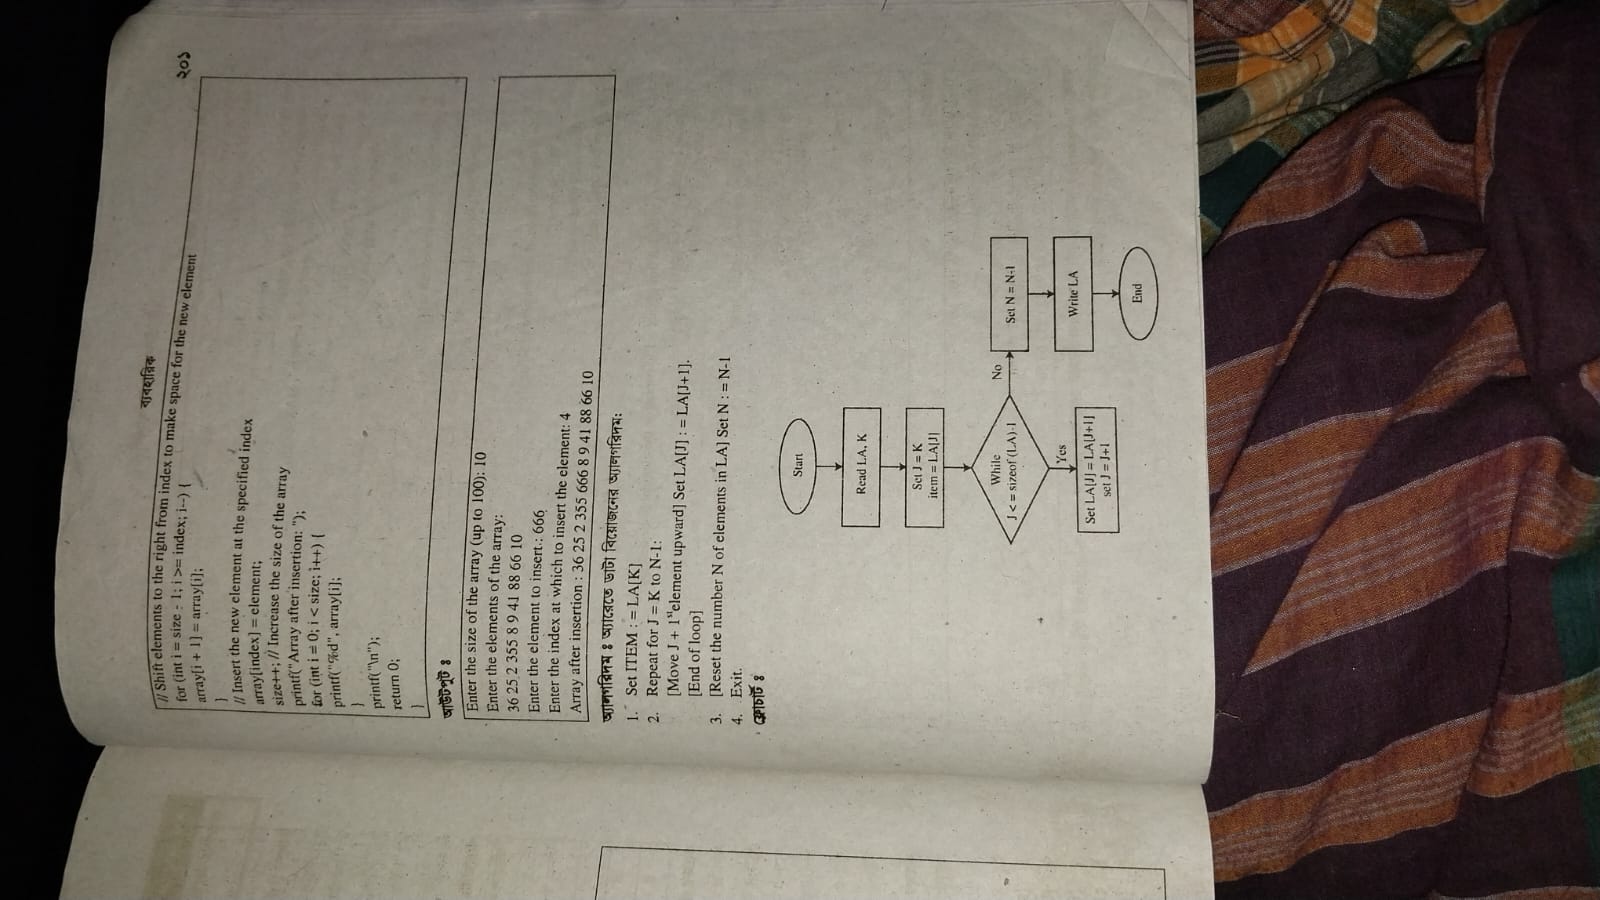 ব্যবহারিক
২০১
// Shift elements to the right from index to make space for the new element
for (int i = size - 1; i >= index; i--) {
array[i + 1] = array[i];
}
// Insert the new element at the specified index
array[index] = element;
size++; // Increase the size of the array
printf("Array after insertion: ");
for (int i = 0; i < size; i++) {
printf("%d", array[i];
}
printf("\n");
return 0;
}
আউটপুট ঃ
Enter the size of the array (up to 100): 10
Enter the elements of the array:
36 25 2 355 8 9 41 88 66 10
Enter the element to insert.: 666
Enter the index at which to insert the element: 4
Array after insertion : 36 25 2 355 666 8 9 41 88 66 10
অ্যালগরিদম ঃ অ্যারেতে ডাটা বিয়োজনের অ্যালগরিদম:
1. Set ITEM : = LA[K]
2. Repeat for J = K to N-1:
[Move J + 1st element upward] Set LA[J] : = LA[J+1].
[End of loop]
3. [Reset the number N of elements in LA] Set N : = N-1
4. Exit.
ফ্লোচার্ট ঃ
Start
Read LA, K
Set J = K
item = LA[J]
While
J < = sizeof (LA)-1
No
Set N = N-1
Yes
Write LA
Set LA[J] = LA[J+1]
set J = J+1
End